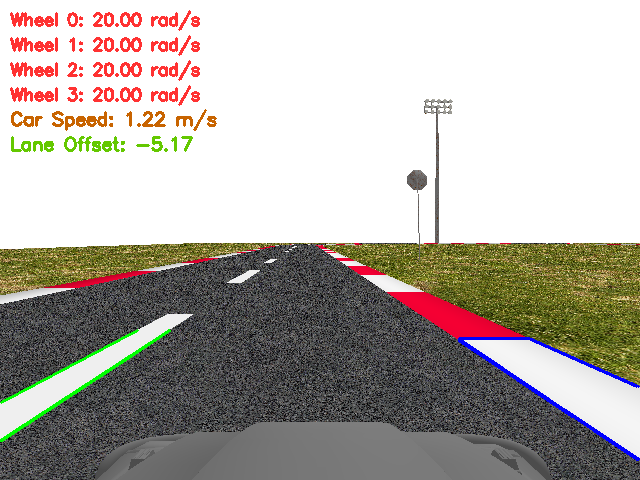 Wheel 0: 20.00 rad/s
Wheel 1: 20.00 rad/s
Wheel 2: 20.00 rad/s
Wheel 3: 20.00 rad/s
Car Speed: 1.22 m/s
Lane Offset: -5.17